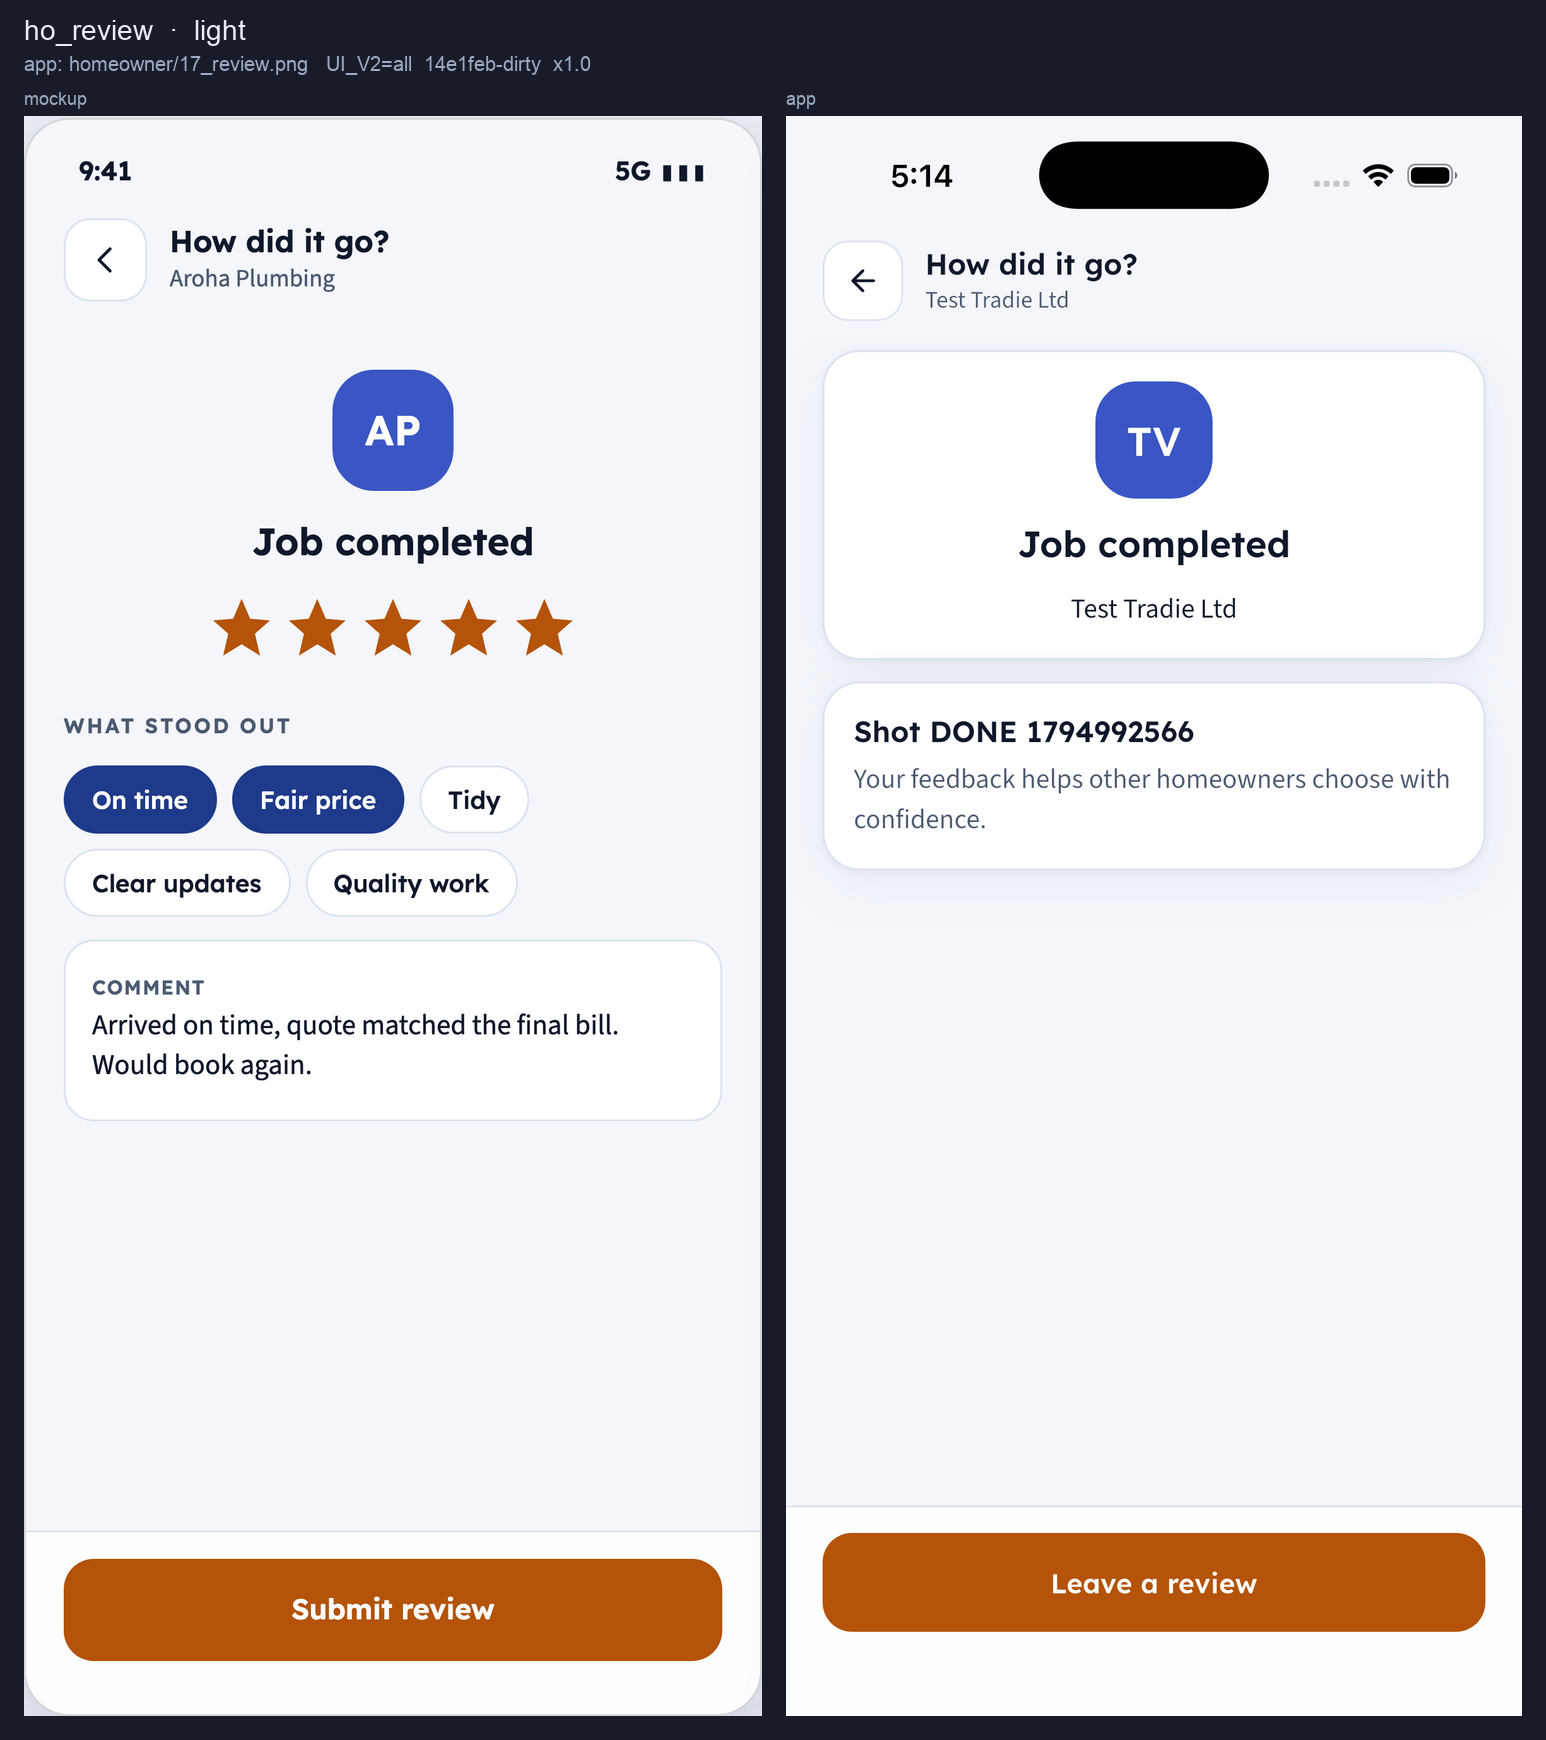 ho_review · light
app: homeowner/17_review.png UI_V2=all 14e1feb-dirty x1.0
mockup
9:41
5G
How did it go?
Aroha Plumbing
AP
Job completed
WHAT STOOD OUT
On time
Fair price
Tidy
Clear updates
Quality work
COMMENT
Arrived on time, quote matched the final bill.
Would book again.
Submit review
app
5:14
How did it go?
Test Tradie Ltd
TV
Job completed
Test Tradie Ltd
Shot DONE 1794992566
Your feedback helps other homeowners choose with
confidence.
Leave a review